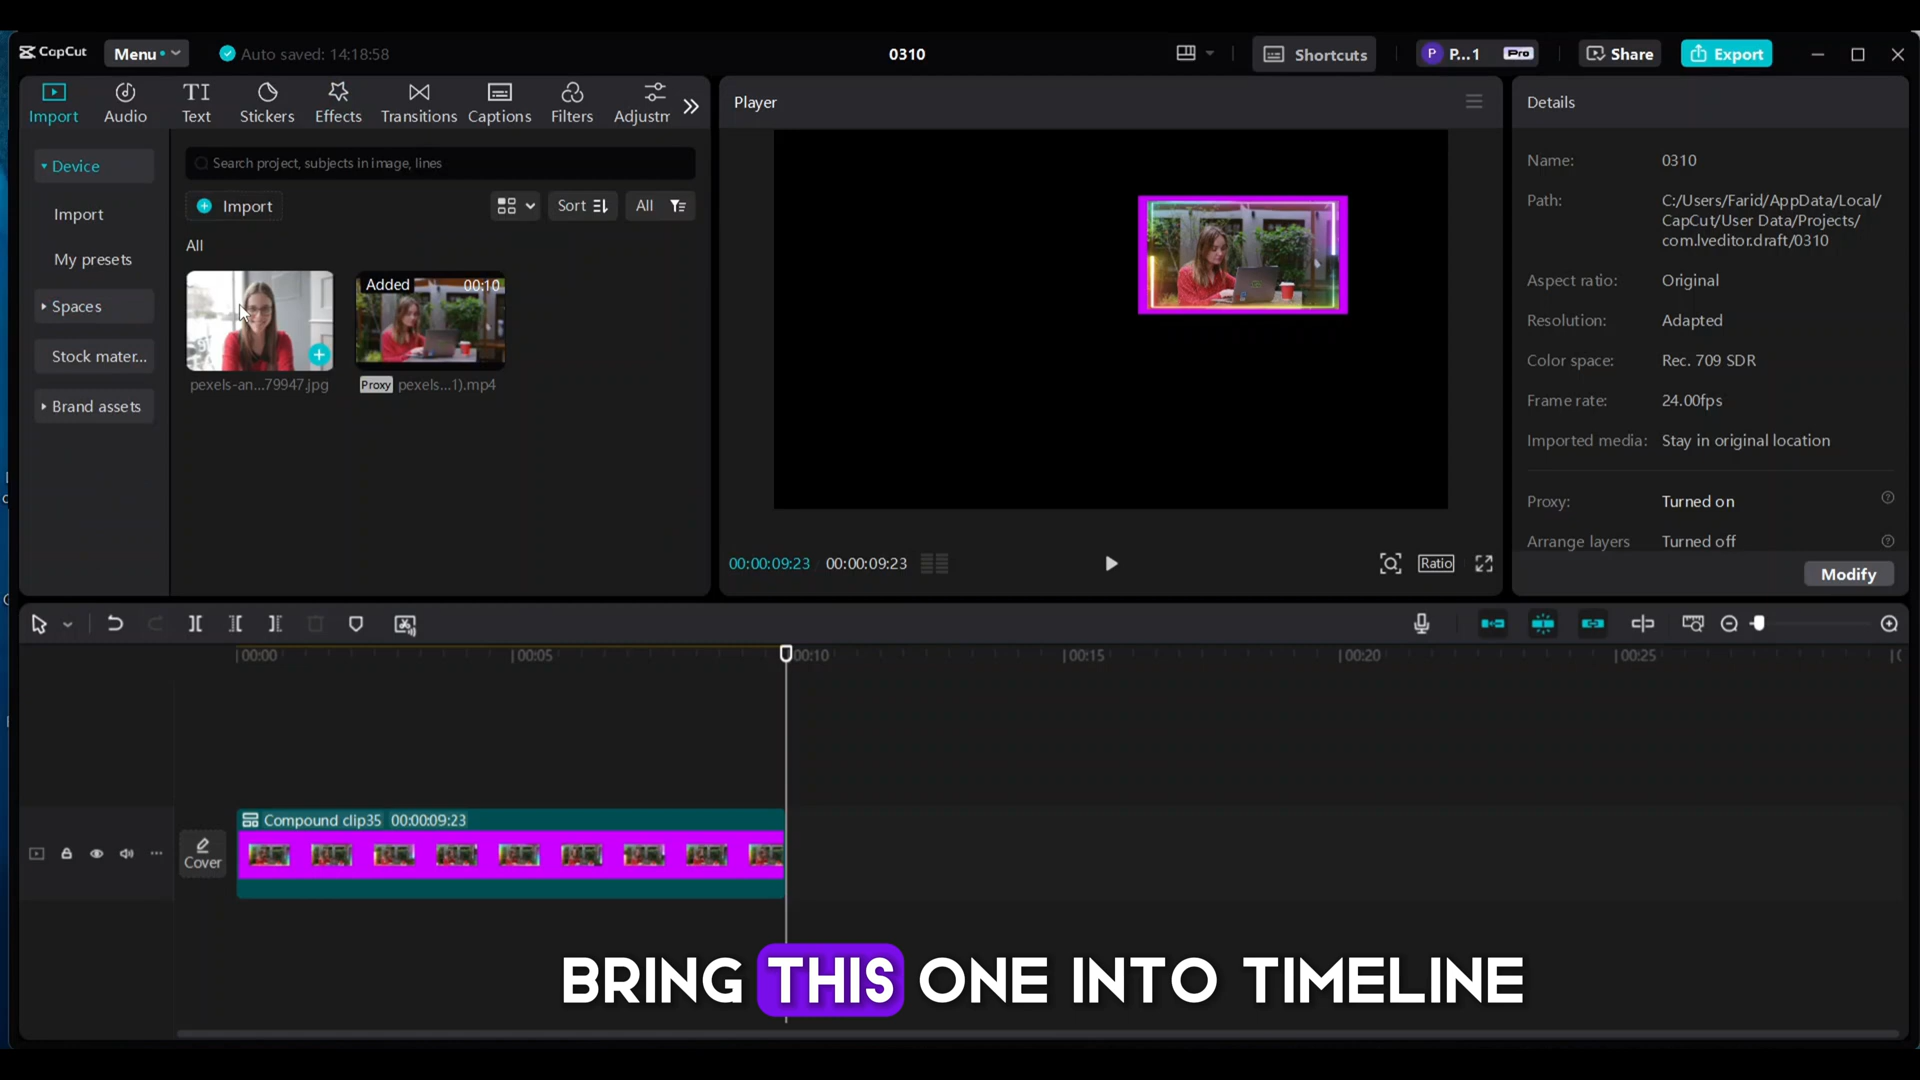 CapCut
Menu
Auto saved: 14:18:58
0310
Shortcuts
P...1
Pro
Share
Export
Import
Audio
Text
Stickers
Effects
Transitions
Captions
Filters
Adjustm
Device
Import
My presets
Spaces
Stock mater...
Brand assets
Search project, subjects in image, lines
Import
Sort
All
All
Added
00:10
pexels-an...79947.jpg
Proxy
pexels...1).mp4
Player
00:00:09:23
00:00:09:23
Ratio
Details
Name: 0310
Path: C:/Users/Farid/AppData/Local/
CapCut/User Data/Projects/
com.lveditor.draft/0310
Aspect ratio: Original
Resolution: Adapted
Color space: Rec. 709 SDR
Frame rate: 24.00fps
Imported media: Stay in original location
Proxy: Turned on
Arrange layers Turned off
Modify
00:00
00:05
00:10
00:15
00:20
00:25
Cover
Compound clip35 00:00:09:23
BRING THIS ONE INTO TIMELINE